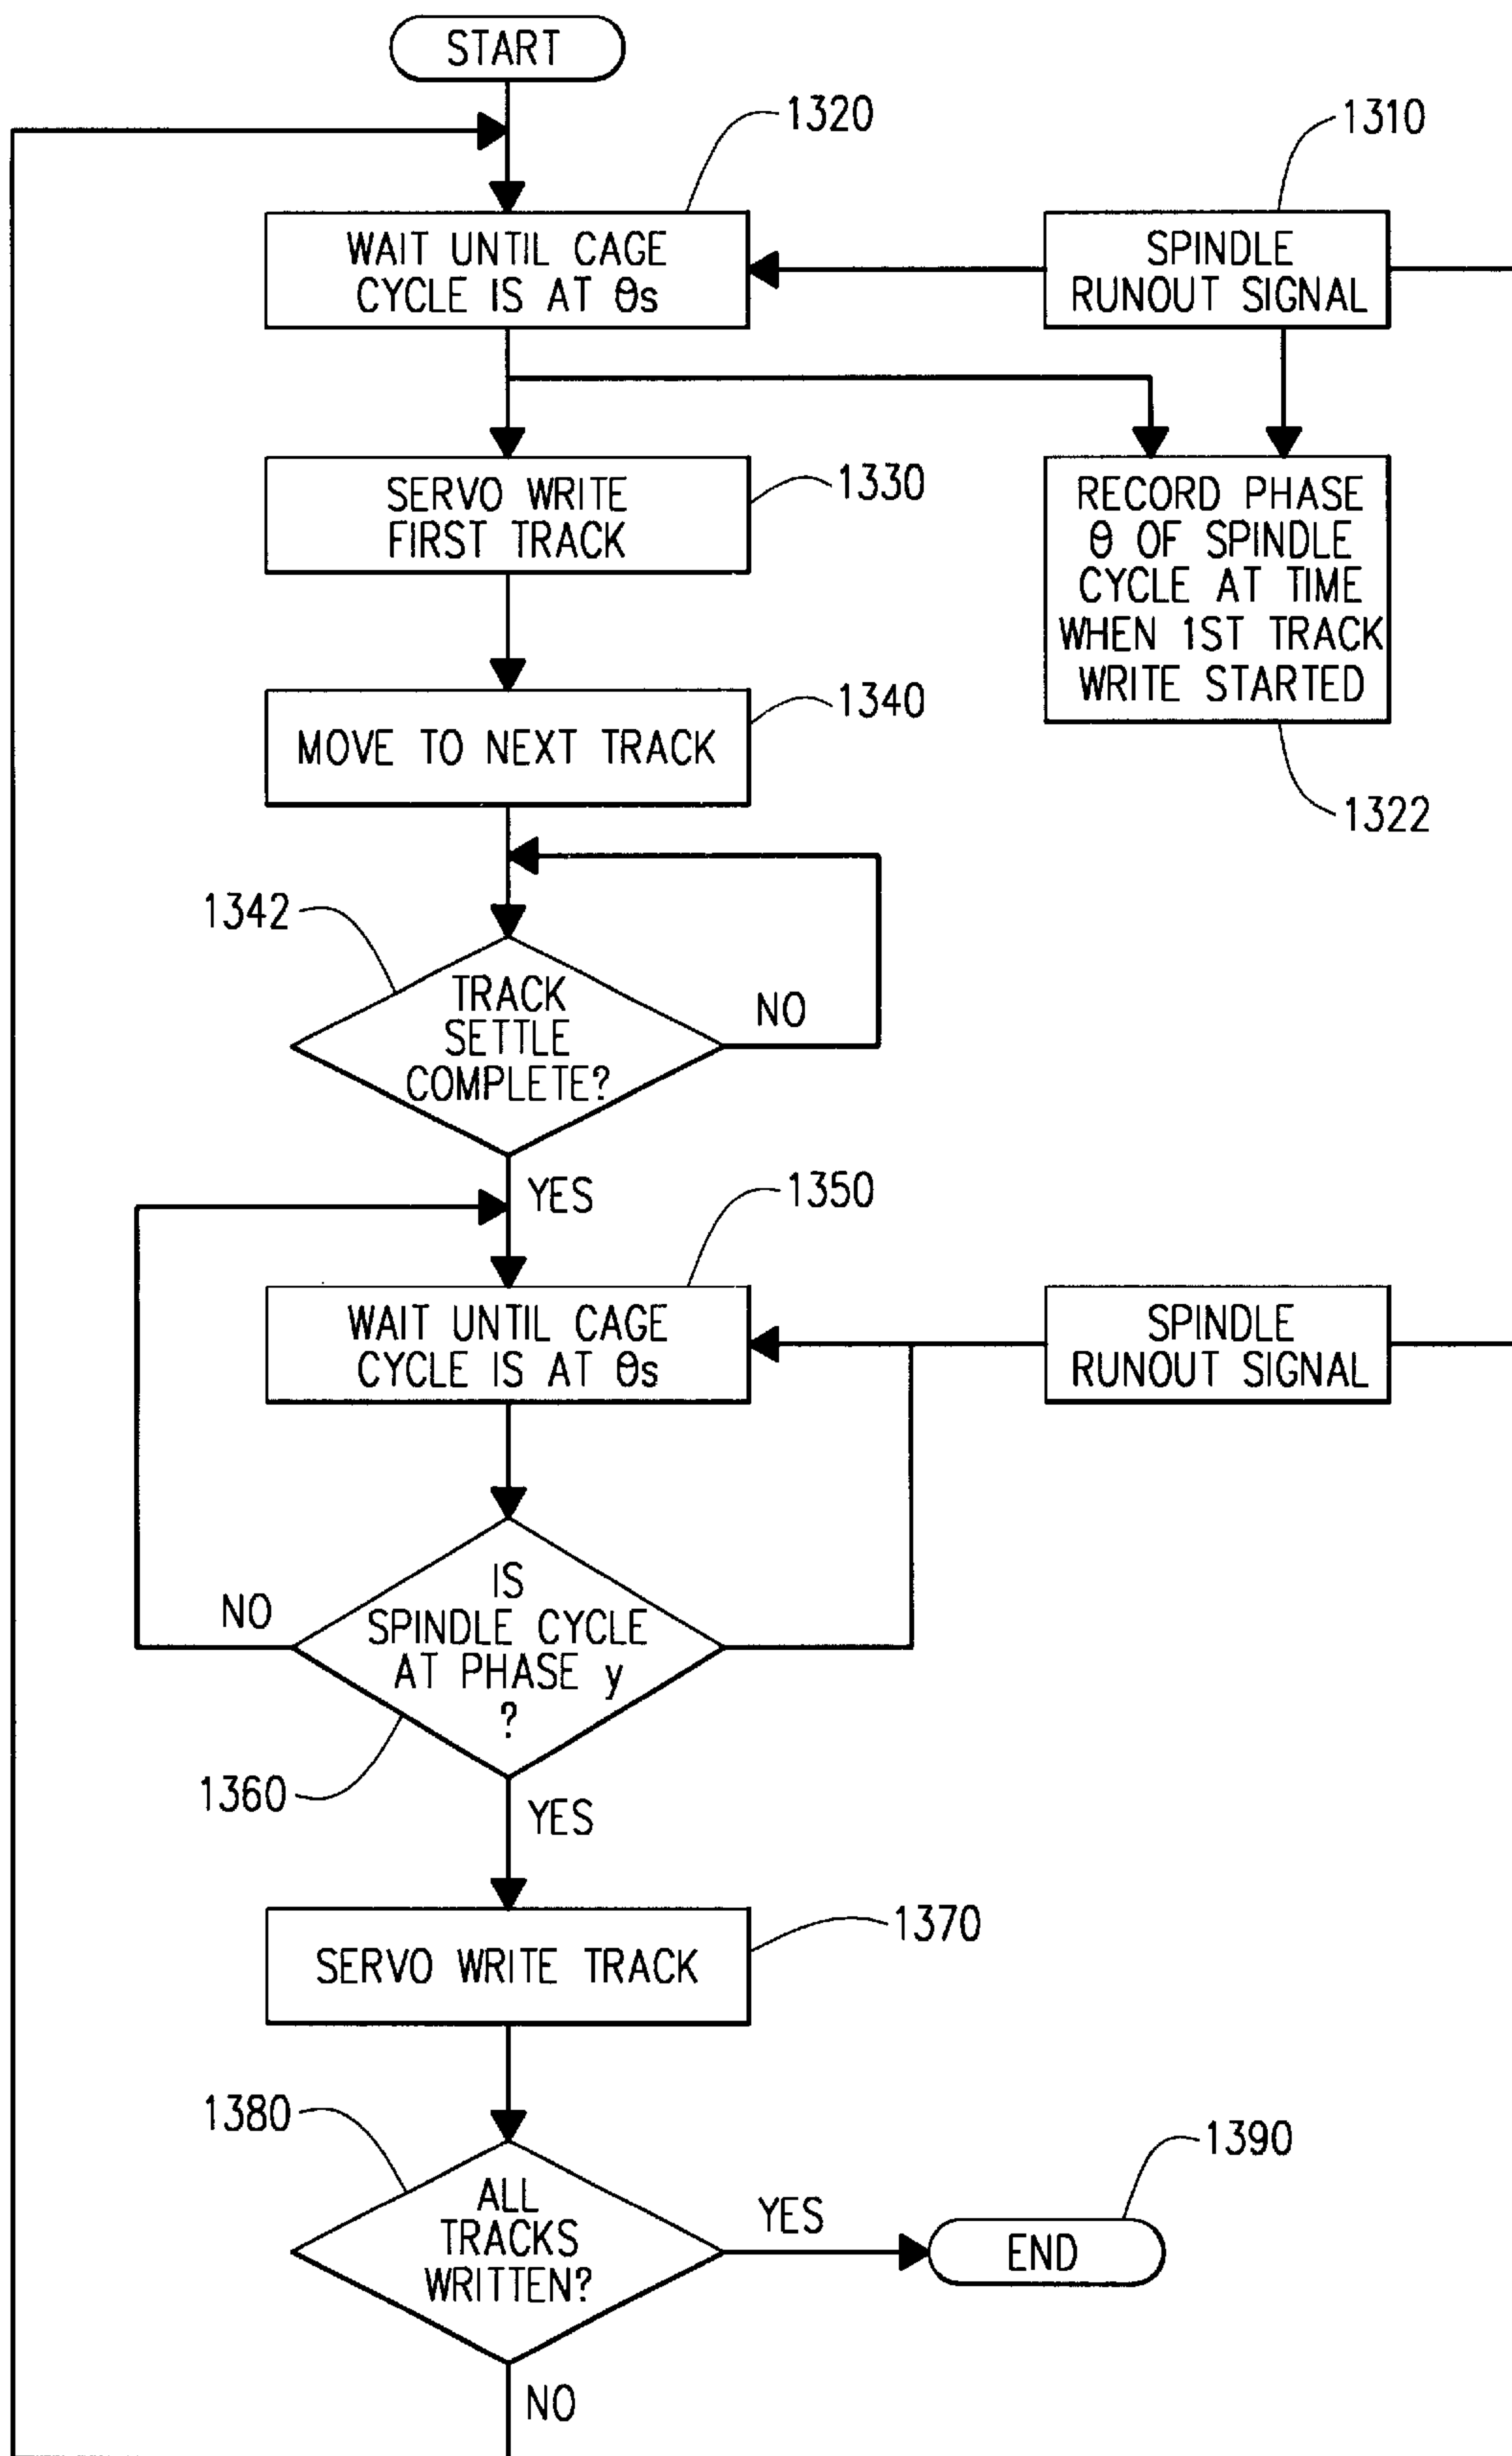 START
1320
1310
WAIT UNTIL CAGE
CYCLE IS AT θs
SPINDLE
RUNOUT SIGNAL
SERVO WRITE
FIRST TRACK
1330
RECORD PHASE
θ OF SPINDLE
CYCLE AT TIME
WHEN 1ST TRACK
WRITE STARTED
1322
MOVE TO NEXT TRACK
1340
1342
TRACK
SETTLE
COMPLETE?
NO
YES
1350
WAIT UNTIL CAGE
CYCLE IS AT θs
SPINDLE
RUNOUT SIGNAL
IS
SPINDLE CYCLE
AT PHASE y
?
NO
1360
YES
SERVO WRITE TRACK
1370
1380
ALL
TRACKS
WRITTEN?
YES
END
1390
NO